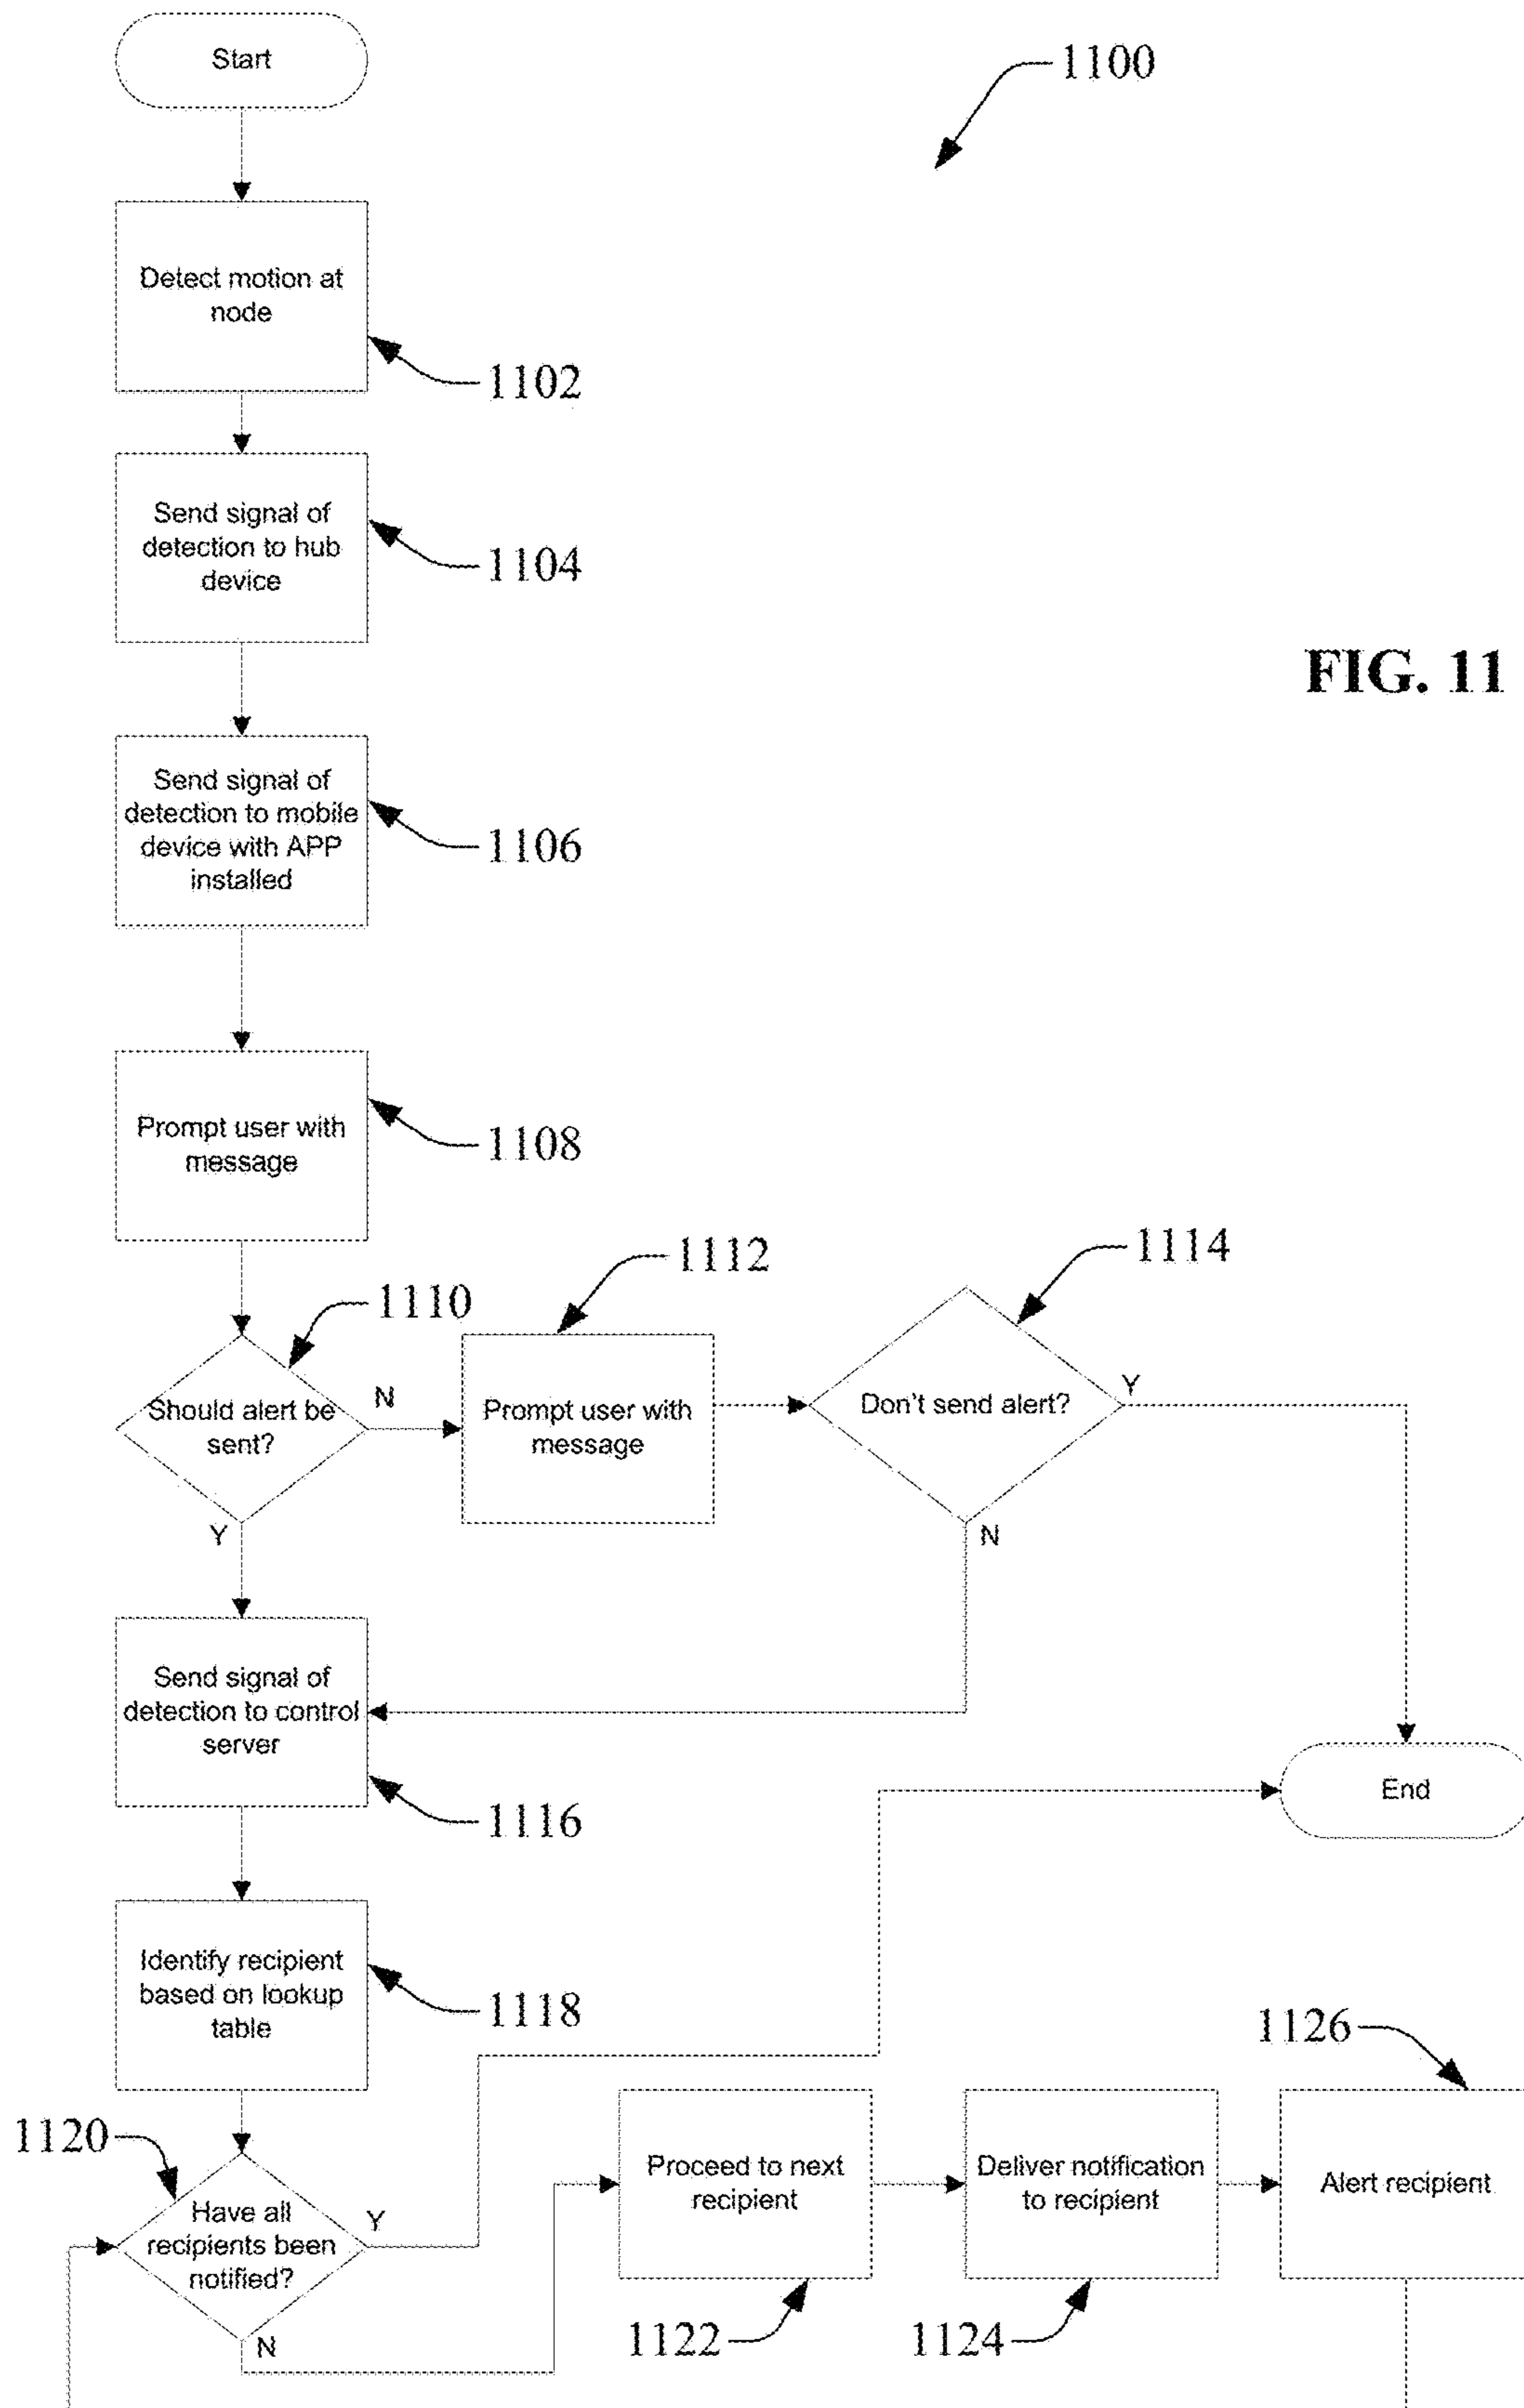 Start
1100
Detect motion at
node
1102
Send signal of
detection to hub
device
1104
FIG. 11
Send signal of
detection to mobile
device with APP
installed
1106
Prompt user with
message
1108
1110
1112
1114
Should alert be
sent?
N
Prompt user with
message
Don't send alert?
Y
Y
N
Send signal of
detection to control
server
1116
End
Identify recipient
based on lookup
table
1118
1120
1126
Have all
recipients been
notified?
Y
N
Proceed to next
recipient
Deliver notification
to recipient
Alert recipient
1122
1124